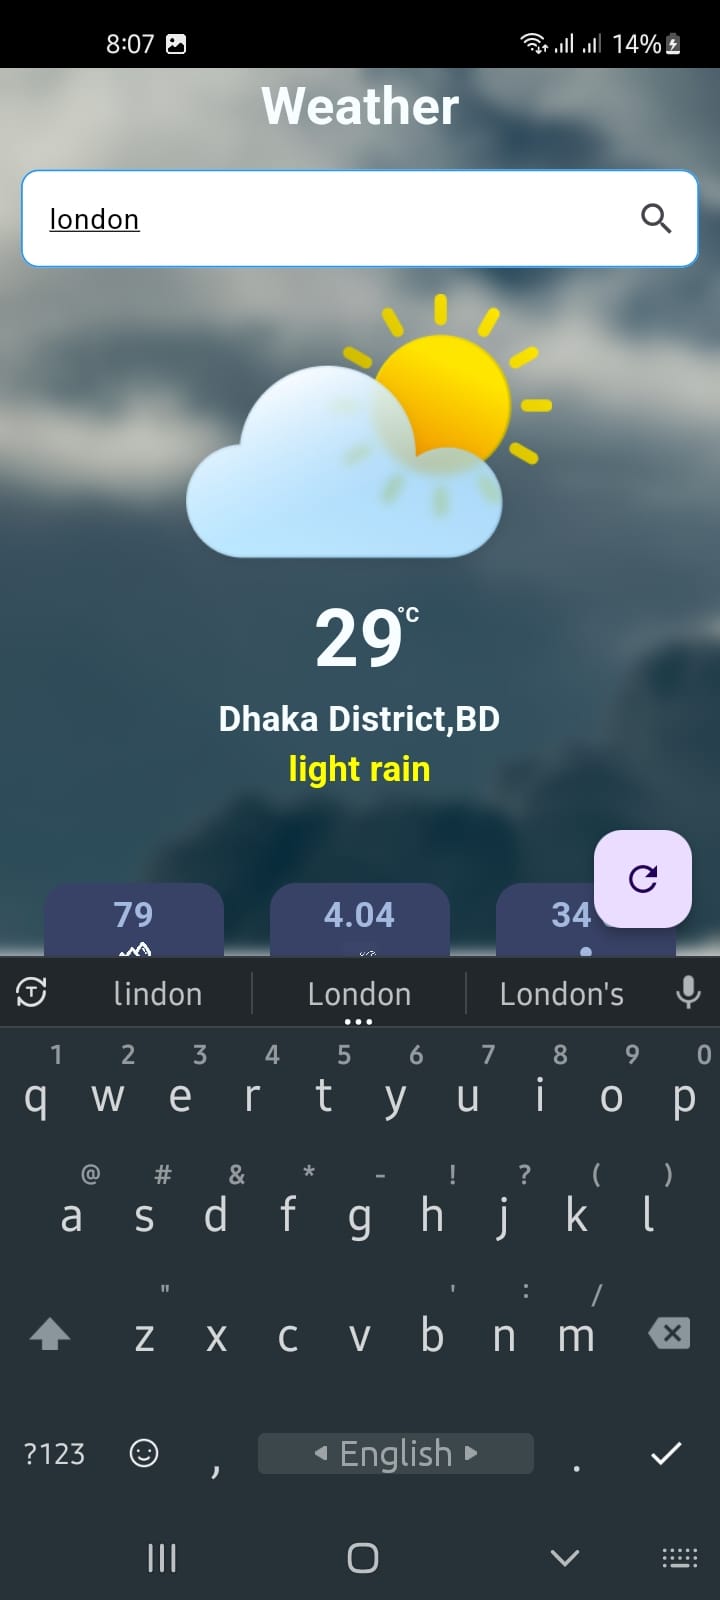 8:07 14%
Weather
london
29°C
Dhaka District,BD
light rain
79 4.04 34
lindon London London's
1 2 3 4 5 6 7 8 9 0
q w e r t y u i o p
@ # & * - ! ? ( )
a s d f g h j k l
" ' : /
z x c v b n m
?123 , English .